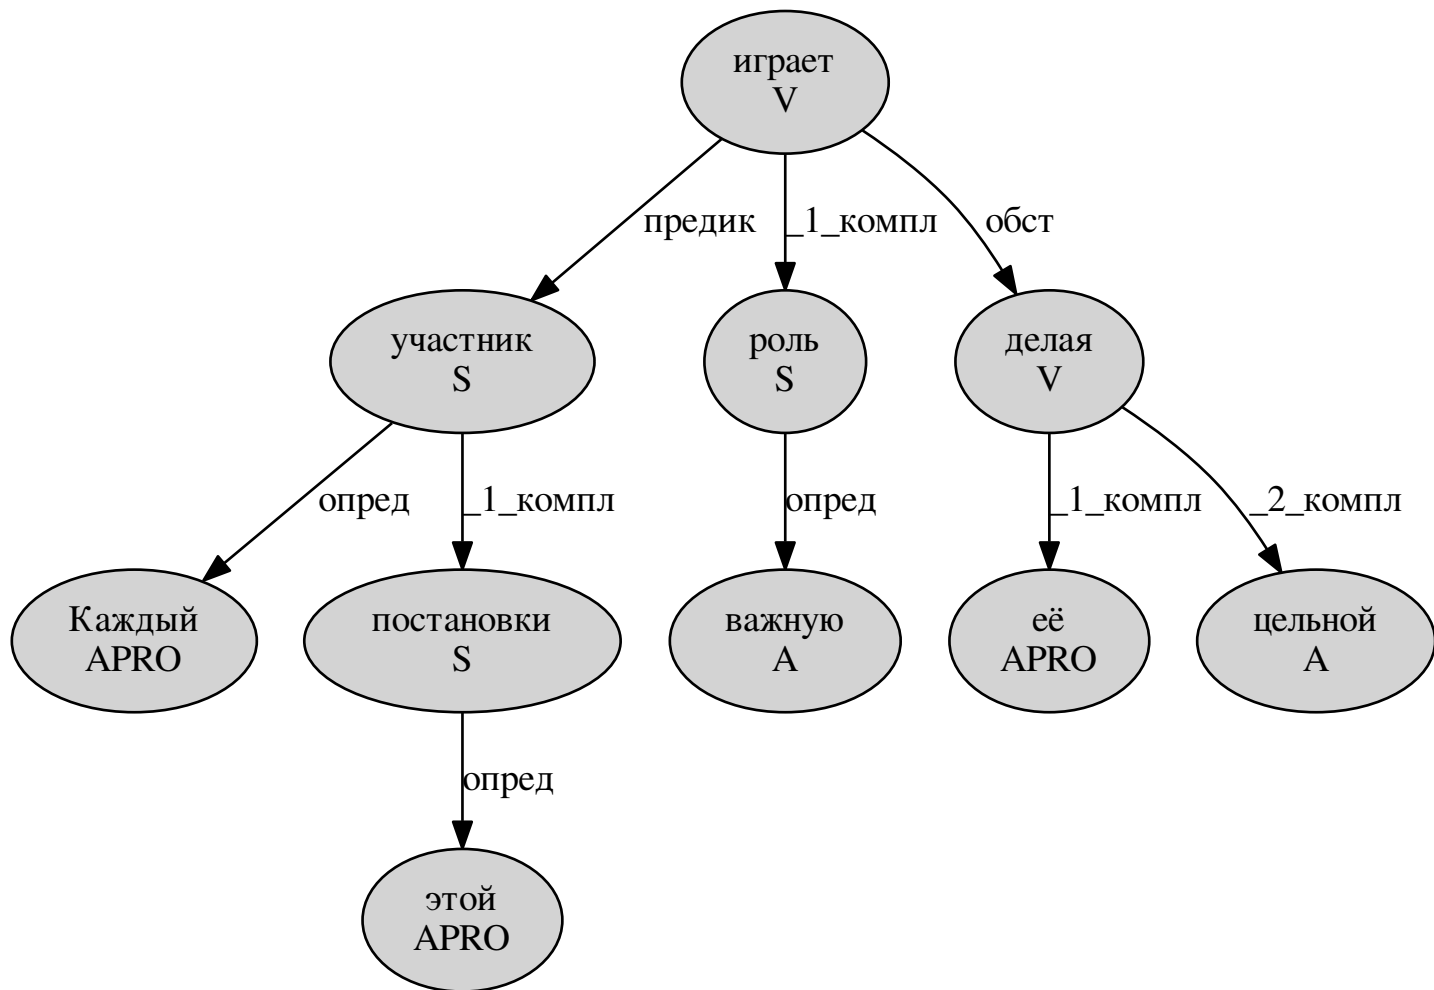 играет
V
предик
_1_компл
обст
участник
S
роль
S
делая
V
опред
_1_компл
опред
_1_компл
_2_компл
Каждый
APRO
постановки
S
важную
A
её
APRO
цельной
A
опред
этой
APRO